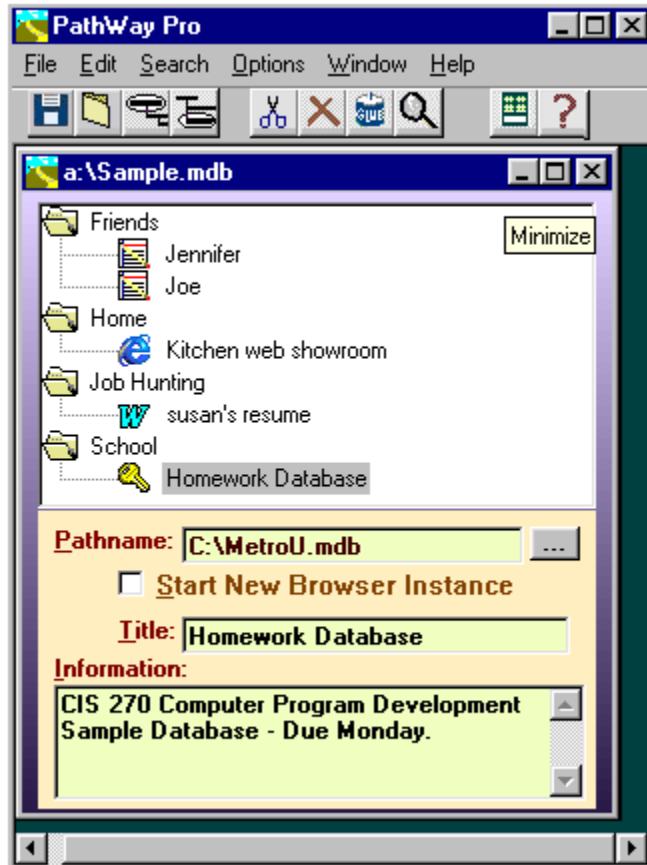 PathWay Pro
File Edit Search Options Window Help
GLUE
a:\Sample.mdb
Friends
Minimize
Jennifer
Joe
Home
Kitchen web showroom
Job Hunting
W susan's resume
School
Homework Database
Pathname: C:\MetroU.mdb ...
Start New Browser Instance
Title: Homework Database
Information:
CIS 270 Computer Program Development
Sample Database - Due Monday.